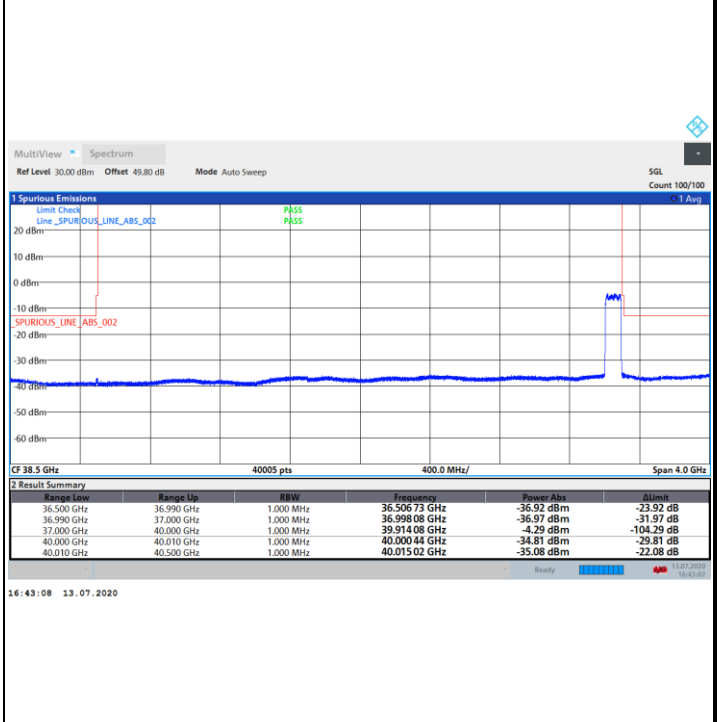 MultiView Spectrum
Ref Level 30.00 dBm Offset 49.80 dB Mode Auto Sweep SGL
Count 100/100
1 Spurious Emissions 1 Avg
Limit Check PASS
Line _SPURIOUS_LINE_ABS_002 PASS
20 dBm
10 dBm
0 dBm
-10 dBm
_SPURIOUS_LINE_ABS_002
-20 dBm
-30 dBm
-40 dBm
-50 dBm
-60 dBm
CF 38.5 GHz 40005 pts 400.0 MHz/ Span 4.0 GHz
2 Result Summary
Range Low Range Up RBW Frequency Power Abs ΔLimit
36.500 GHz 36.990 GHz 1.000 MHz 36.506 73 GHz -36.92 dBm -23.92 dB
36.990 GHz 37.000 GHz 1.000 MHz 36.998 08 GHz -36.97 dBm -31.97 dB
37.000 GHz 40.000 GHz 1.000 MHz 39.914 08 GHz -4.29 dBm -104.29 dB
40.000 GHz 40.010 GHz 1.000 MHz 40.000 44 GHz -34.81 dBm -29.81 dB
40.010 GHz 40.500 GHz 1.000 MHz 40.015 02 GHz -35.08 dBm -22.08 dB
Ready 13.07.2020
16:43:07
16:43:08 13.07.2020